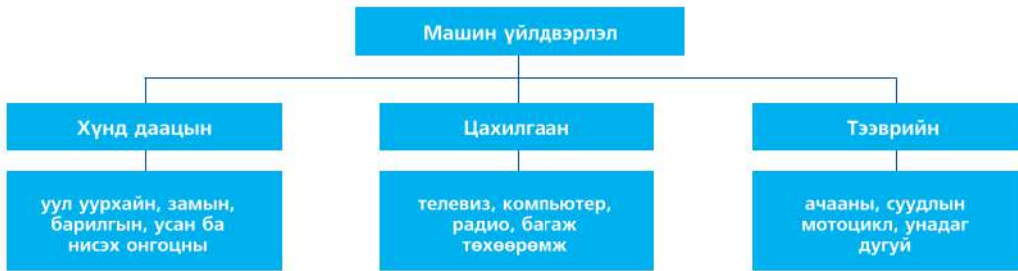 Машин үйлдвэрлэл
Хүнд даацын
Цахилгаан
Тээврийн
уул уурхайн, замын,
барилгын, усан ба
нисэх онгоцны
телевиз, компьютер,
радио, багаж
төхөөрөмж
ачааны, суудлын
мотоцикл, унадаг
дугуй